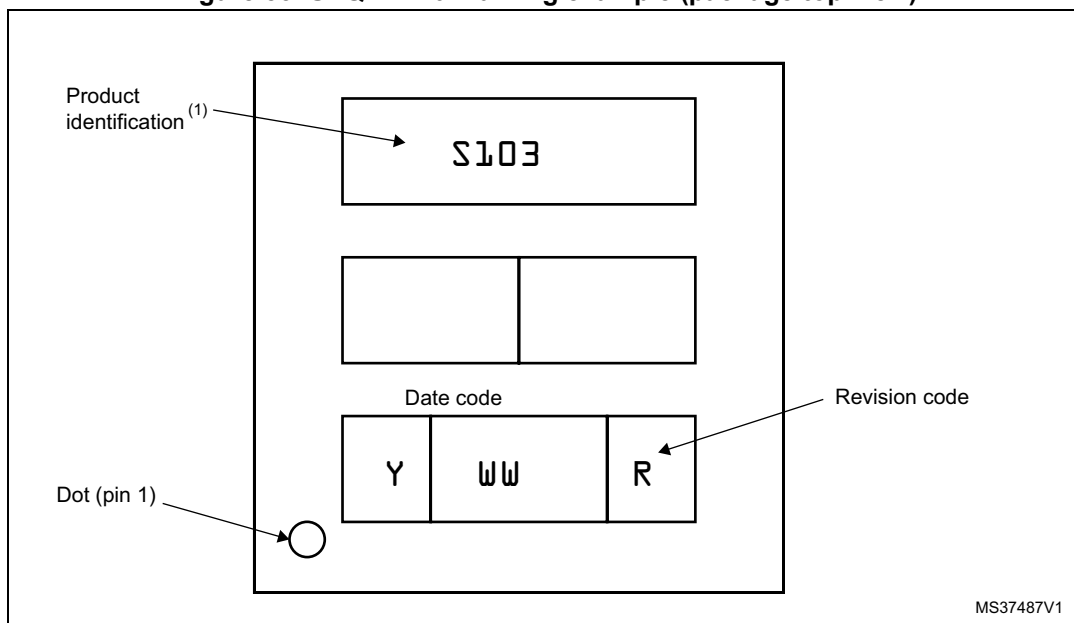 Product
identification (1)
S103
Date code
Revision code
Y WW R
Dot (pin 1)
MS37487V1